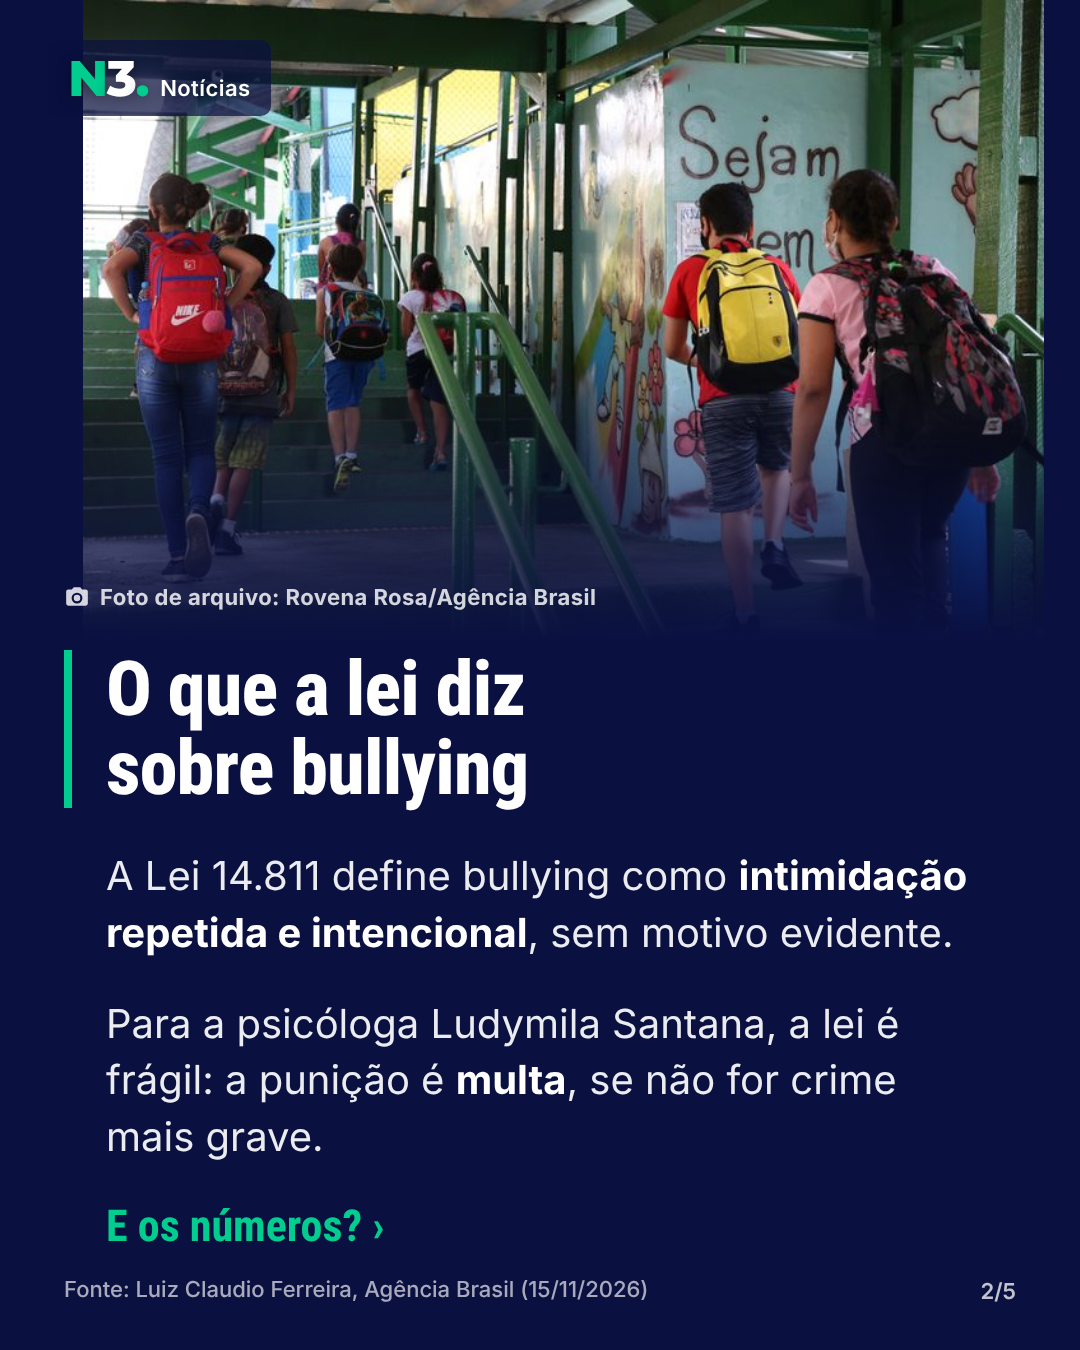 N3. Notícias
Sejam
em
NIKE
Foto de arquivo: Rovena Rosa/Agência Brasil
O que a lei diz
sobre bullying
A Lei 14.811 define bullying como intimidação
repetida e intencional, sem motivo evidente.
Para a psicóloga Ludymila Santana, a lei é
frágil: a punição é multa, se não for crime
mais grave.
E os números? ›
Fonte: Luiz Claudio Ferreira, Agência Brasil (15/11/2026)
2/5